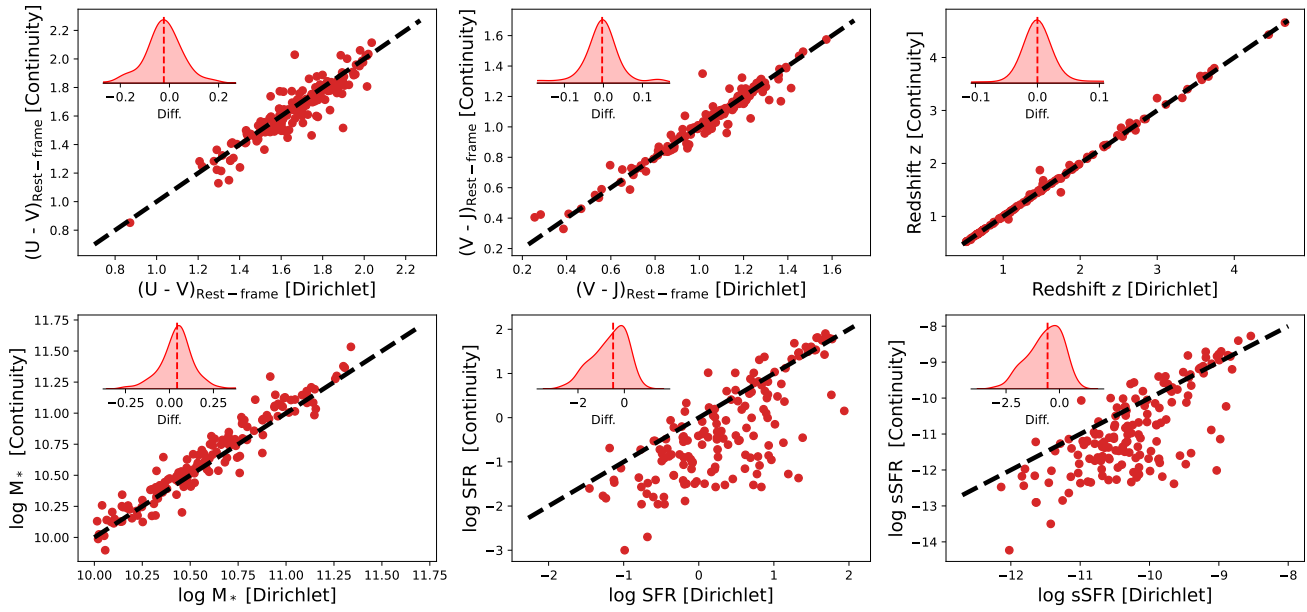 2.2
2.0
1.8
1.6
1.4
1.2
1.0
0.8
(U - V)Rest−frame [Continuity]
−0.2 0.0 0.2
Diff.
0.8 1.0 1.2 1.4 1.6 1.8 2.0 2.2
(U - V)Rest−frame [Dirichlet]
1.6
1.4
1.2
1.0
0.8
0.6
0.4
0.2
(V - J)Rest−frame [Continuity]
−0.1 0.0 0.1
Diff.
0.2 0.4 0.6 0.8 1.0 1.2 1.4 1.6
(V - J)Rest−frame [Dirichlet]
4
3
2
1
Redshift z [Continuity]
−0.1 0.0 0.1
Diff.
1 2 3 4
Redshift z [Dirichlet]
11.75
11.50
11.25
11.00
10.75
10.50
10.25
10.00
log M* [Continuity]
−0.25 0.00 0.25
Diff.
10.00 10.25 10.50 10.75 11.00 11.25 11.50 11.75
log M* [Dirichlet]
2
1
0
−1
−2
−3
log SFR [Continuity]
−2 0
Diff.
−2 −1 0 1 2
log SFR [Dirichlet]
−8
−9
−10
−11
−12
−13
−14
log sSFR [Continuity]
−2.5 0.0
Diff.
−12 −11 −10 −9 −8
log sSFR [Dirichlet]